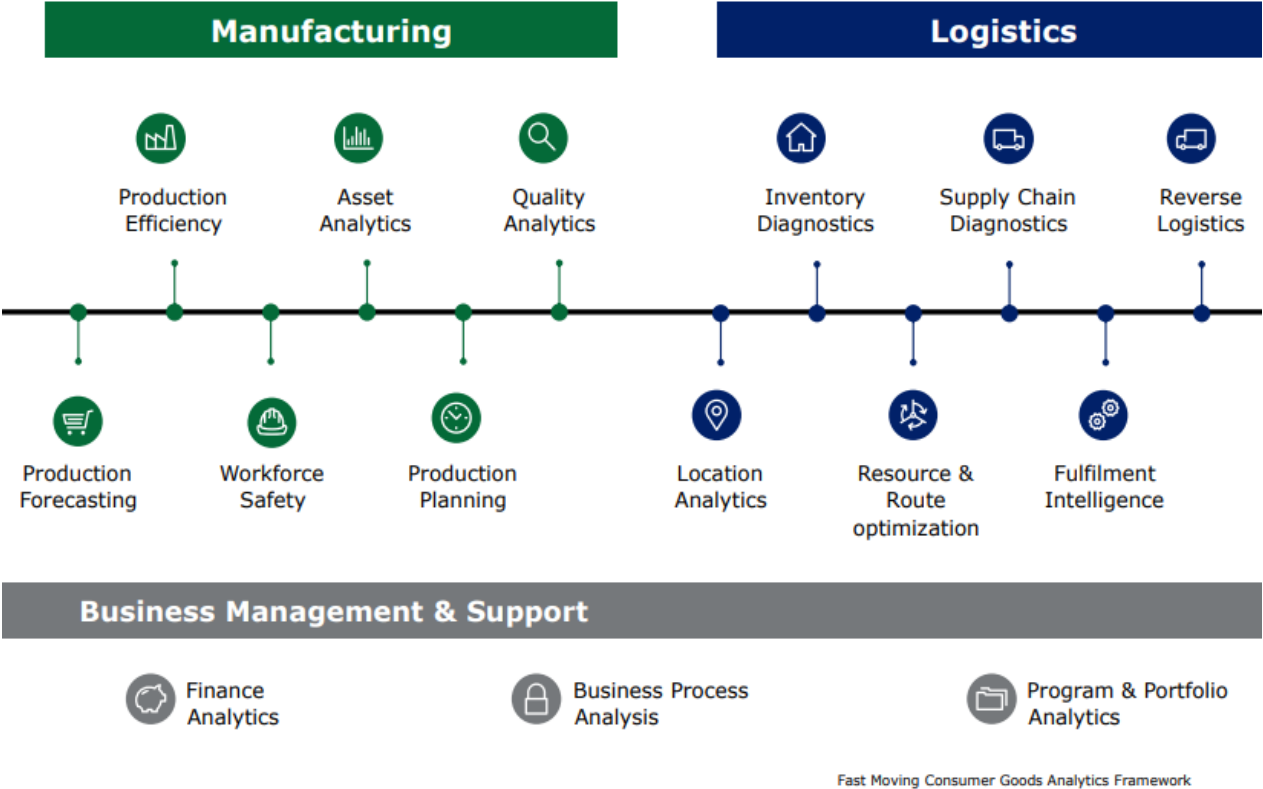 Manufacturing
Logistics
Production
Efficiency
Asset
Analytics
Quality
Analytics
Inventory
Diagnostics
Supply Chain
Diagnostics
Reverse
Logistics
Production
Forecasting
Workforce
Safety
Production
Planning
Location
Analytics
Resource &
Route
optimization
Fulfilment
Intelligence
Business Management & Support
Finance
Analytics
Business Process
Analysis
Program & Portfolio
Analytics
Fast Moving Consumer Goods Analytics Framework